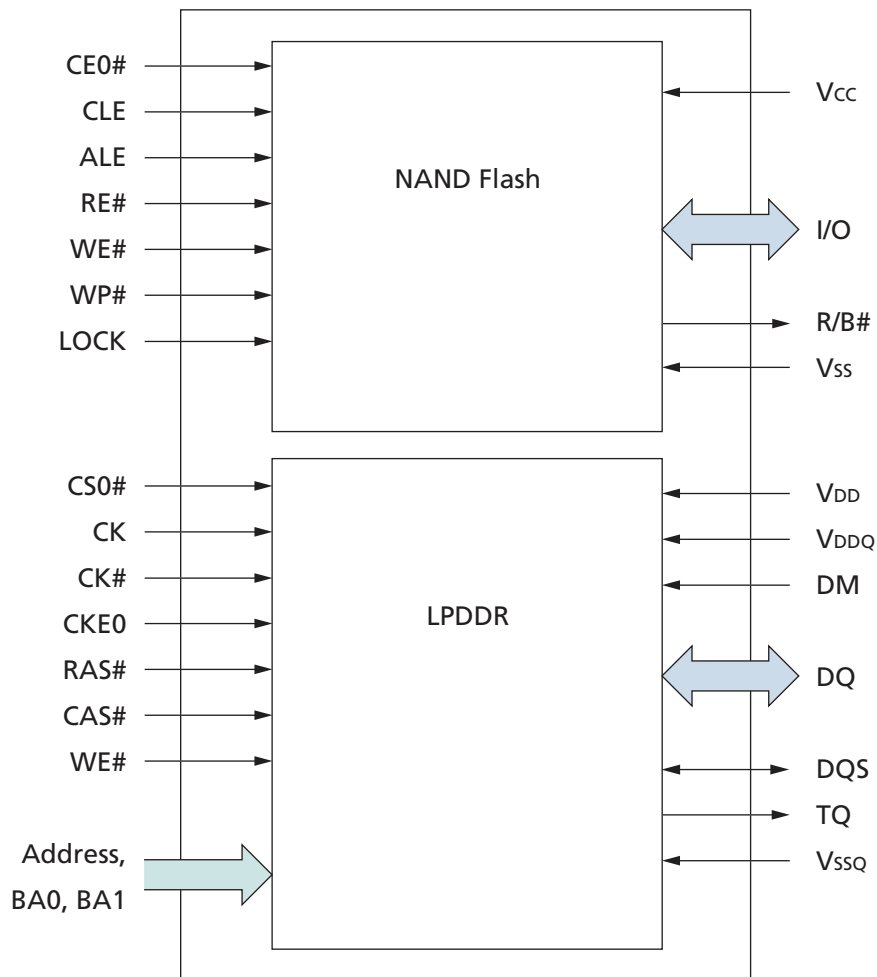 CE0#
CLE
ALE
RE#
WE#
WP#
LOCK
NAND Flash
Vcc
I/O
R/B#
Vss
CS0#
CK
CK#
CKE0
RAS#
CAS#
WE#
Address,
BA0, BA1
LPDDR
VDD
VDDQ
DM
DQ
DQS
TQ
VSSQ